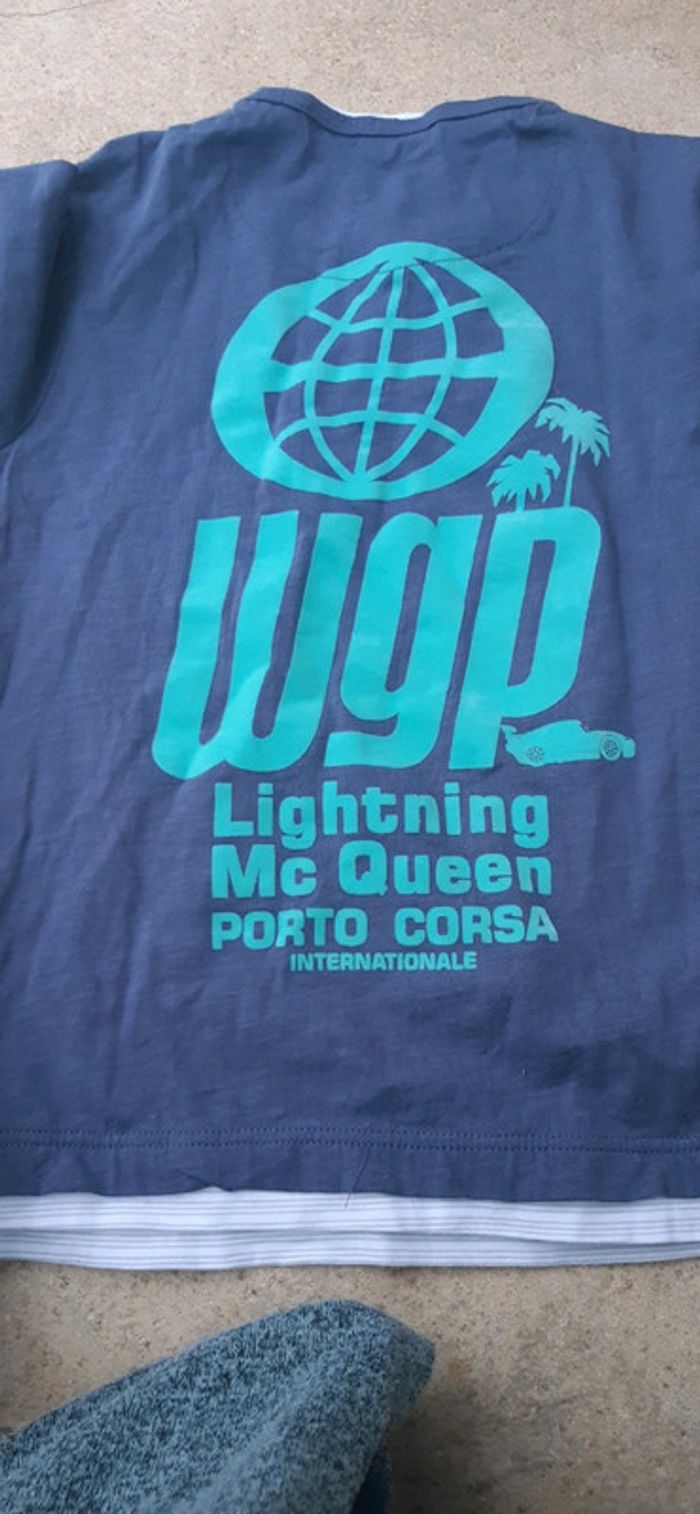 wgp
Lightning
Mc Queen
PORTO CORSA
INTERNATIONALE